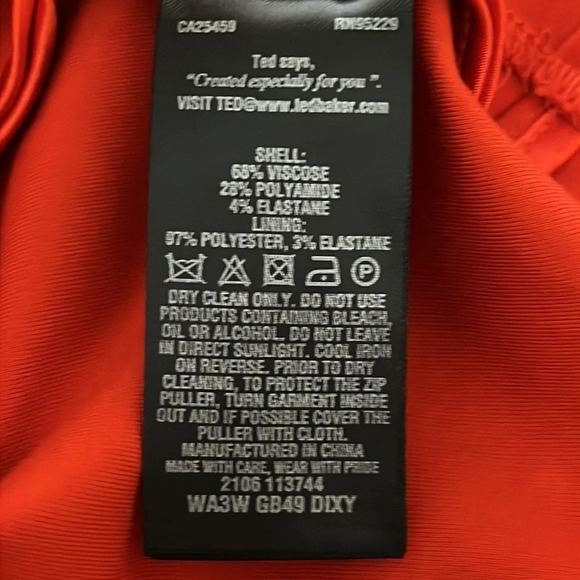 CA25459 RN95229
Ted says,
"Created especially for you".
VISIT TED@www.tedbaker.com
SHELL:
68% VISCOSE
28% POLYAMIDE
4% ELASTANE
LINING:
97% POLYESTER, 3% ELASTANE
P
DRY CLEAN ONLY. DO NOT USE
PRODUCTS CONTAINING BLEACH,
OIL OR ALCOHOL. DO NOT LEAVE
IN DIRECT SUNLIGHT. COOL IRON
ON REVERSE. PRIOR TO DRY
CLEANING, TO PROTECT THE ZIP
PULLER, TURN GARMENT INSIDE
OUT AND IF POSSIBLE COVER THE
PULLER WITH CLOTH.
MANUFACTURED IN CHINA
MADE WITH CARE, WEAR WITH PRIDE
2106 113744
WA3W GB49 DIXY